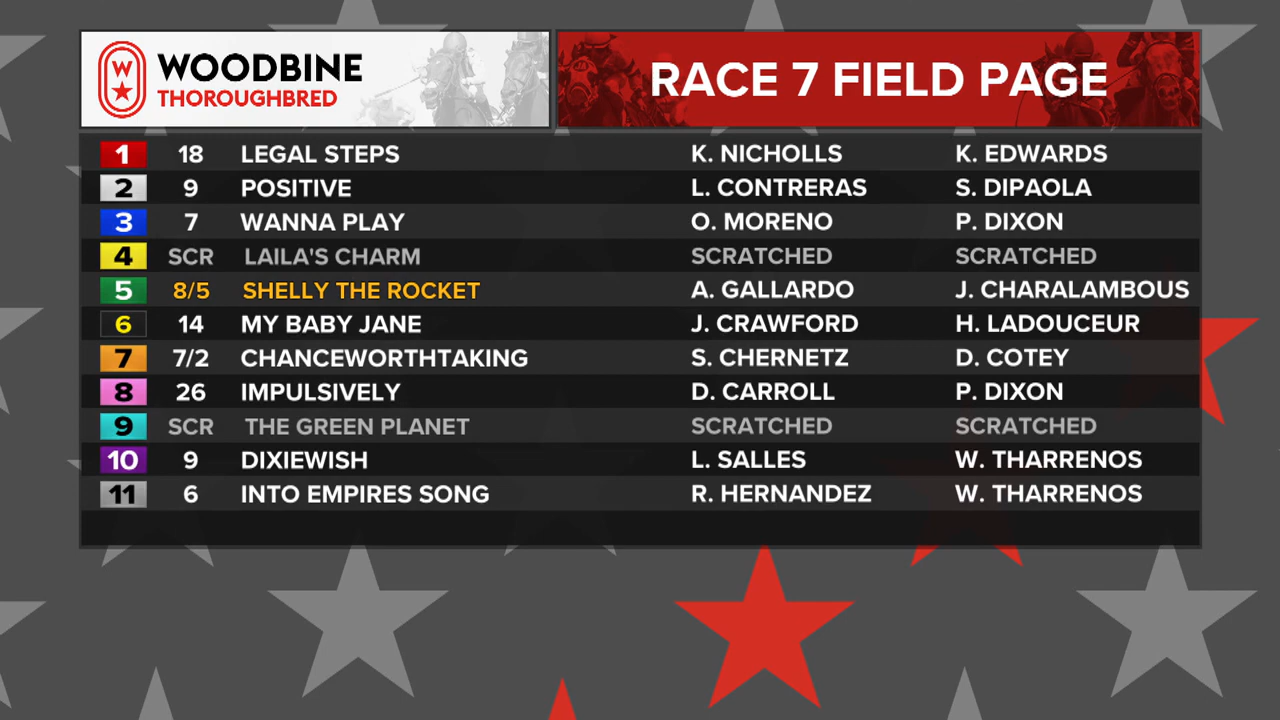 W
WOODBINE
THOROUGHBRED
RACE 7 FIELD PAGE
1 18 LEGAL STEPS K. NICHOLLS K. EDWARDS
2 9 POSITIVE L. CONTRERAS S. DIPAOLA
3 7 WANNA PLAY O. MORENO P. DIXON
4 SCR LAILA'S CHARM SCRATCHED SCRATCHED
5 8/5 SHELLY THE ROCKET A. GALLARDO J. CHARALAMBOUS
6 14 MY BABY JANE J. CRAWFORD H. LADOUCEUR
7 7/2 CHANCEWORTHTAKING S. CHERNETZ D. COTEY
8 26 IMPULSIVELY D. CARROLL P. DIXON
9 SCR THE GREEN PLANET SCRATCHED SCRATCHED
10 9 DIXIEWISH L. SALLES W. THARRENOS
11 6 INTO EMPIRES SONG R. HERNANDEZ W. THARRENOS